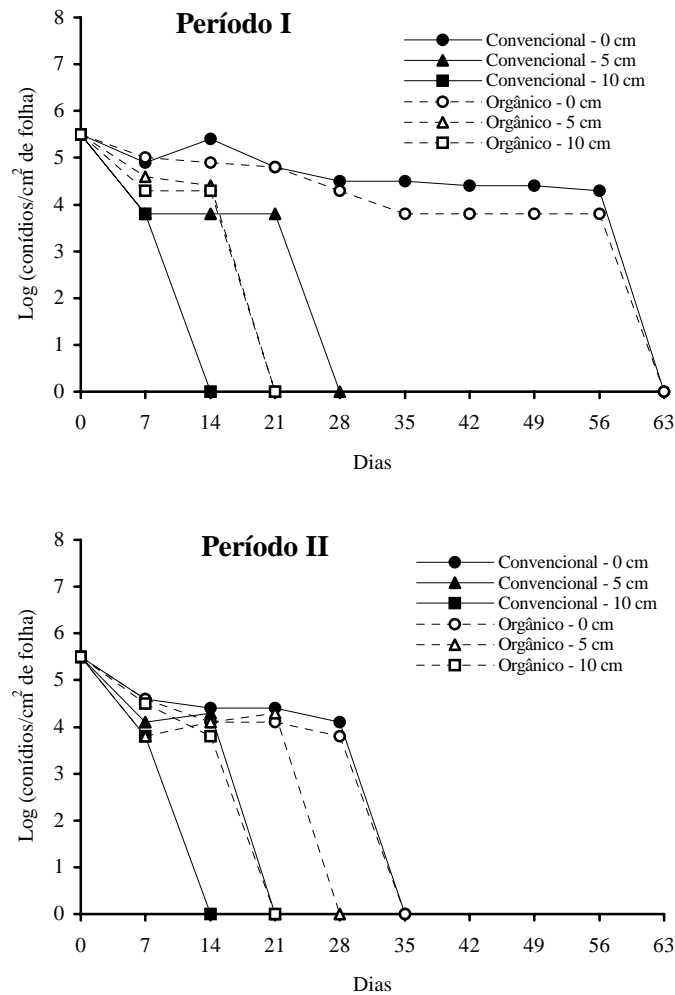 Período I
Convencional - 0 cm
Convencional - 5 cm
Convencional - 10 cm
Orgânico - 0 cm
Orgânico - 5 cm
Orgânico - 10 cm
Log (conídios/cm² de folha)
8
7
6
5
4
3
2
1
0
0 7 14 21 28 35 42 49 56 63
Dias
Período II
Convencional - 0 cm
Convencional - 5 cm
Convencional - 10 cm
Orgânico - 0 cm
Orgânico - 5 cm
Orgânico - 10 cm
Log (conídios/cm² de folha)
8
7
6
5
4
3
2
1
0
0 7 14 21 28 35 42 49 56 63
Dias